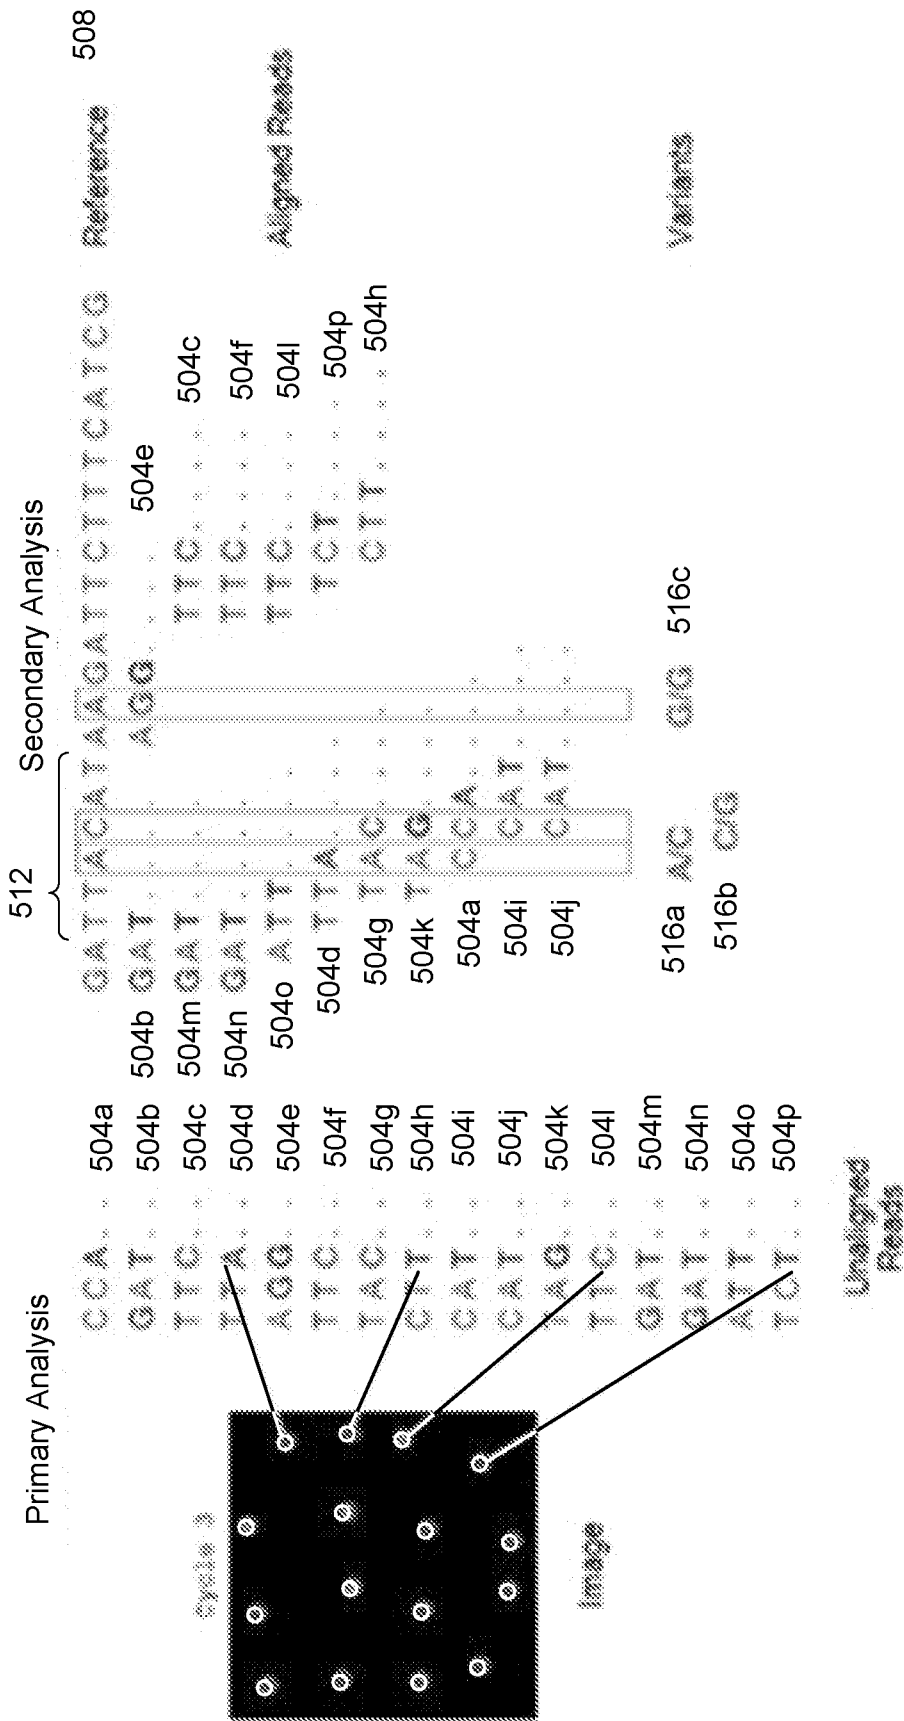 Primary Analysis
Cycle 3
Image
CCA... 504a
GAT... 504b
TTC... 504c
TTA... 504d
AGG... 504e
TTC... 504f
TAC... 504g
CTT... 504h
CAT... 504i
CAT... 504j
TAG... 504k
TTC... 504l
GAT... 504m
GAT... 504n
ATT... 504o
TCT... 504p
Unaligned
Reads
Secondary Analysis
512
GATTACATAAGATTCTTTCATCG Reference 508
504b GAT... AGG... 504e
504m GAT... TTC... 504c
504n GAT... TTC... 504f
504o ATT... TTC... 504l
504d TTA... TCT... 504p
504g TAC... CTT... 504h
504k TAG...
504a CCA...
504i CAT...
504j CAT...
Aligned Reads
516a A/C G/G 516c
516b C/G
Variants